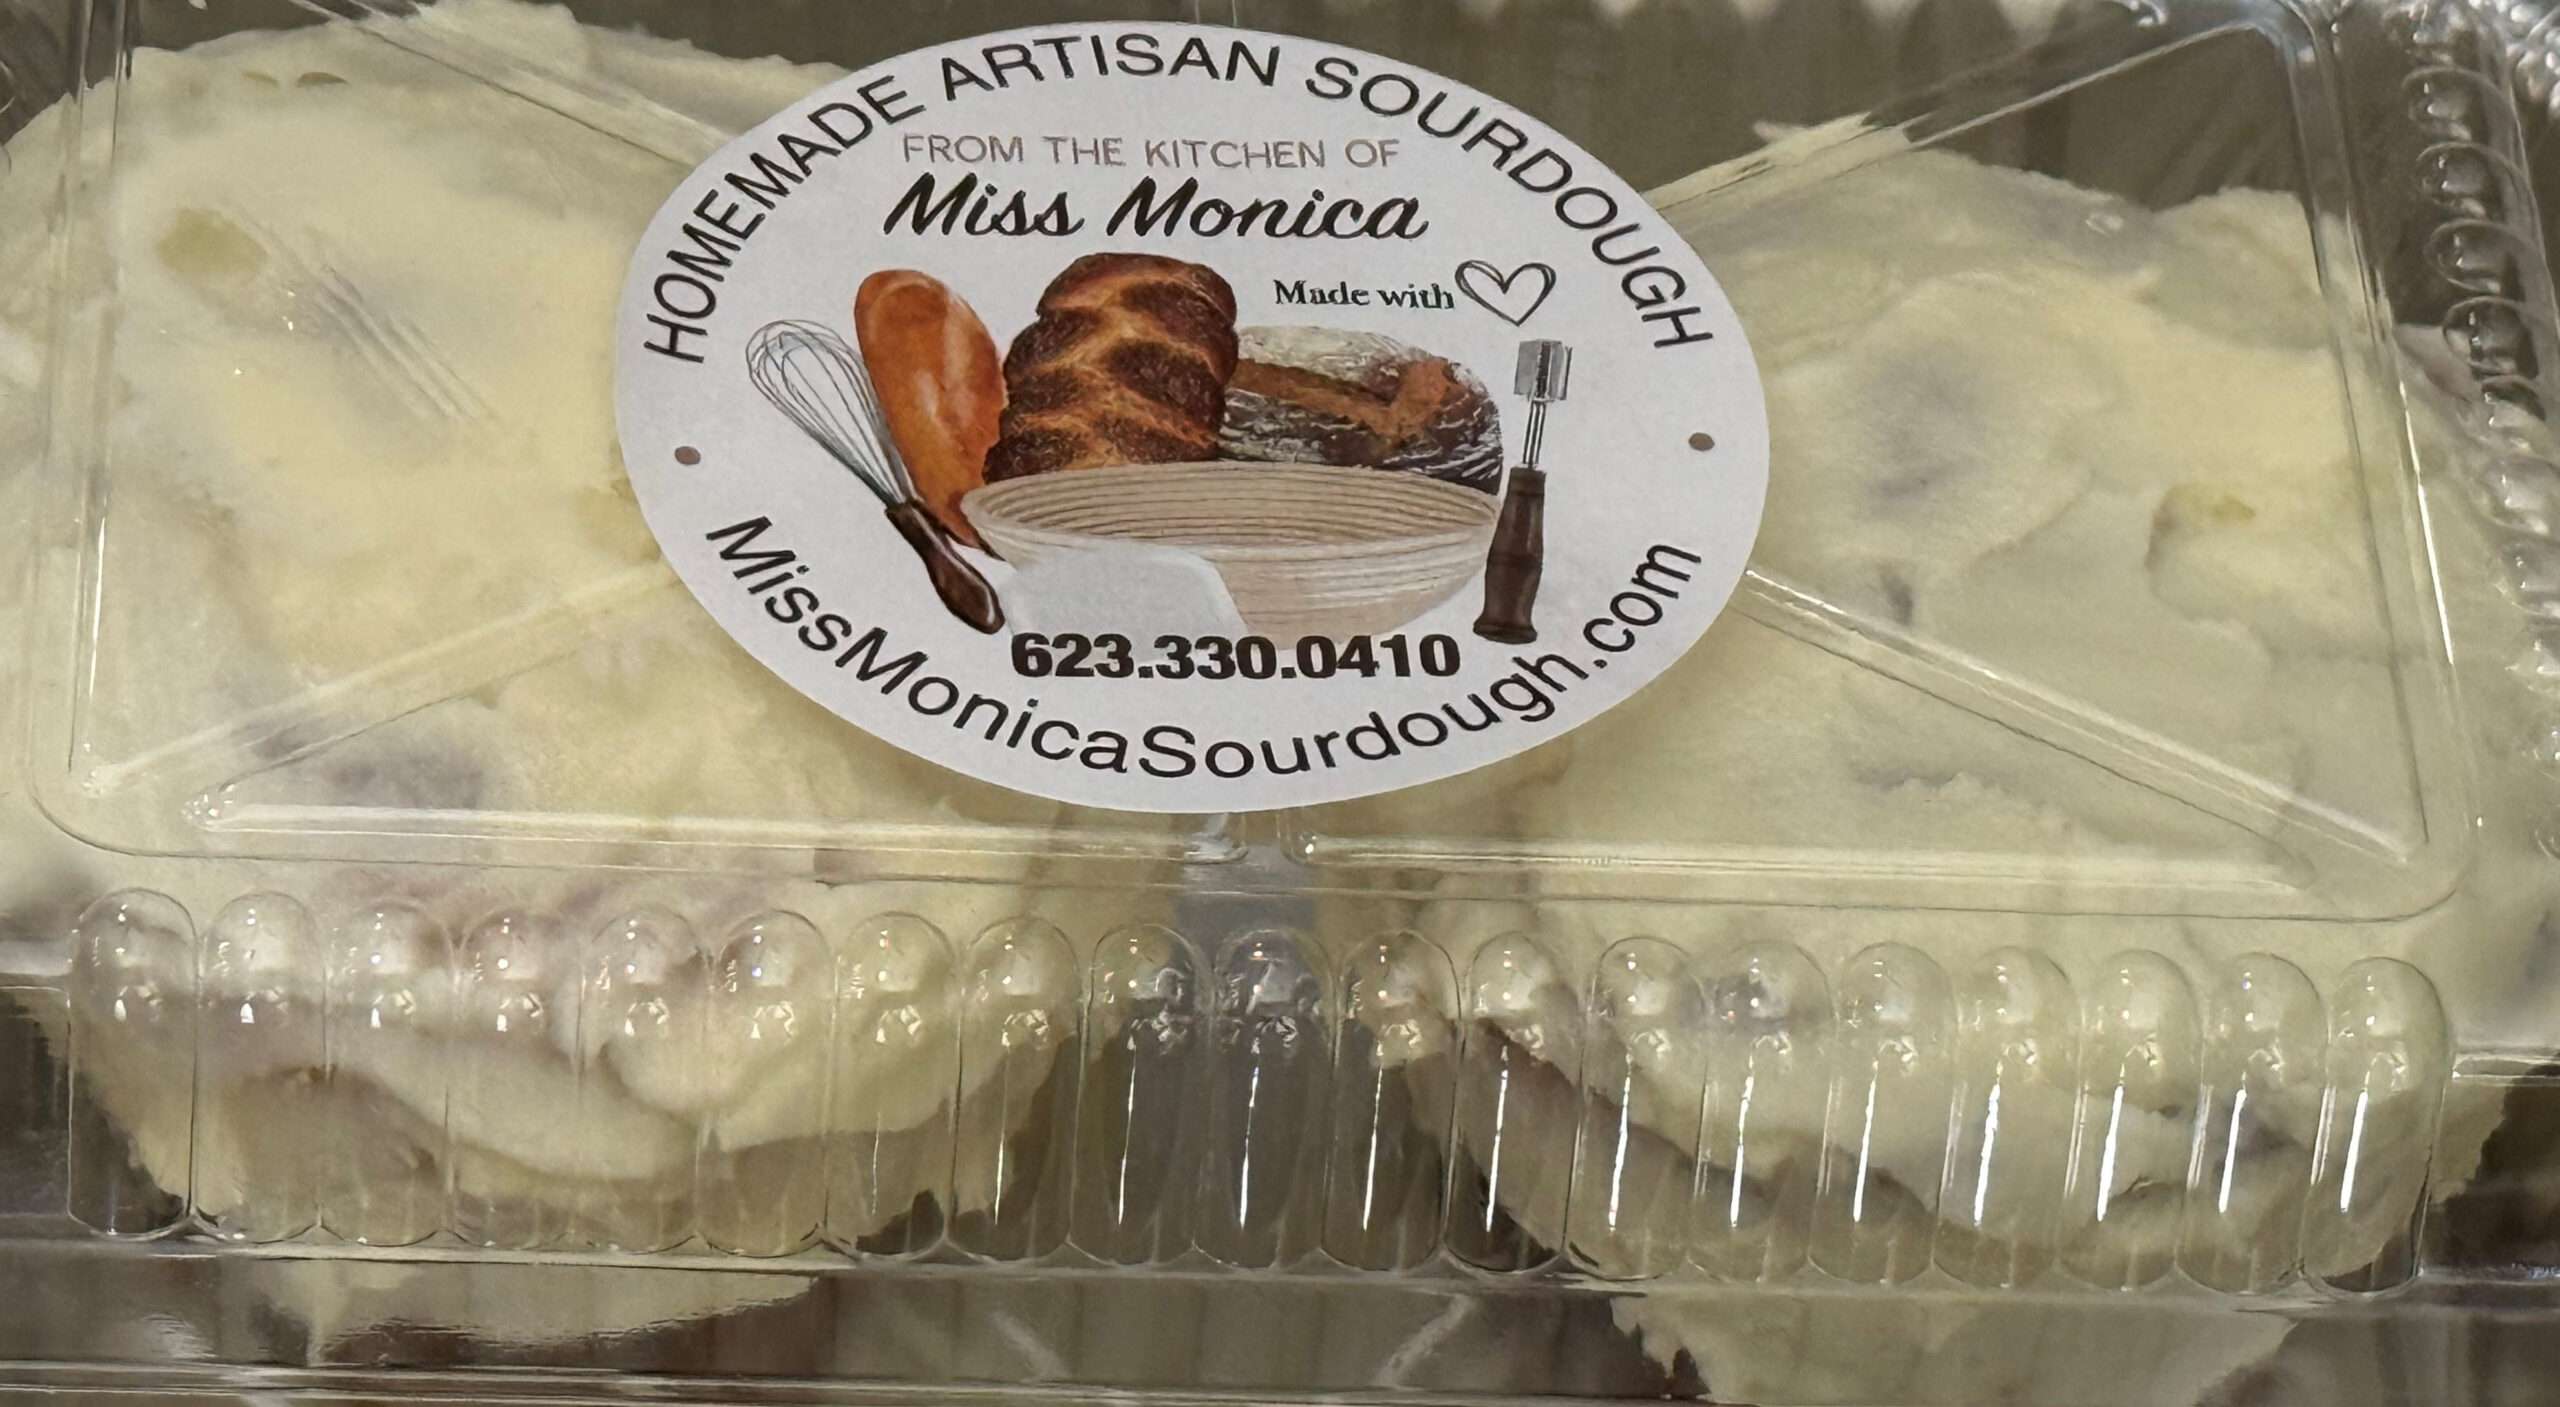 HOMEMADE ARTISAN SOURDOUGH
FROM THE KITCHEN OF
Miss Monica
Made with
623.330.0410
MissMonicaSourdough.com